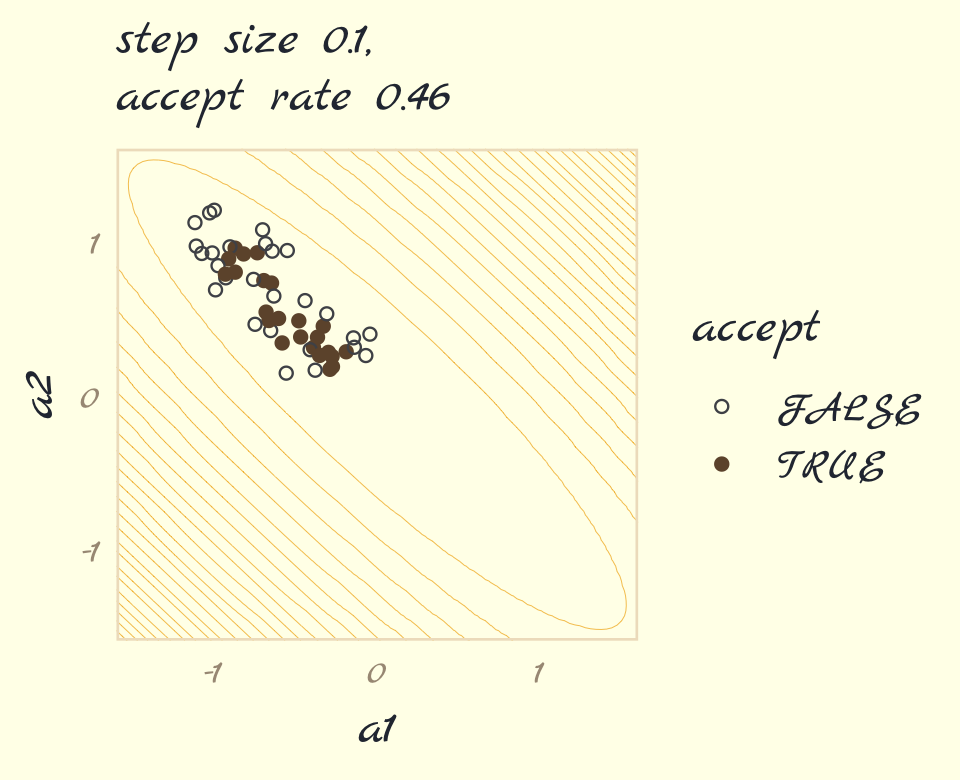 step size 0.1,
accept rate 0.46
1
0
-1
a2
-1 0 1
a1
accept
FALSE
TRUE